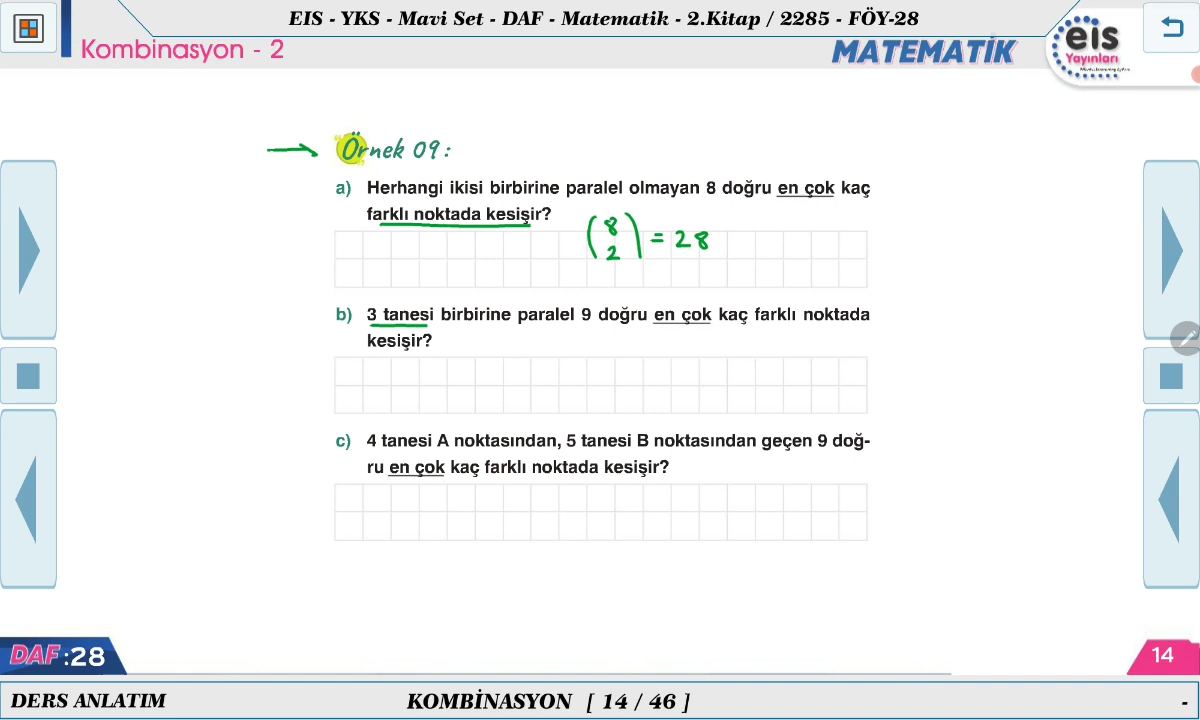 EIS - YKS - Mavi Set - DAF - Matematik - 2.Kitap / 2285 - FÖY-28
Kombinasyon - 2
MATEMATİK
eis
Yayınları
Örnek 09:
a) Herhangi ikisi birbirine paralel olmayan 8 doğru en çok kaç
farklı noktada kesişir?
(8
2) = 28
b) 3 tanesi birbirine paralel 9 doğru en çok kaç farklı noktada
kesişir?
c) 4 tanesi A noktasından, 5 tanesi B noktasından geçen 9 doğ-
ru en çok kaç farklı noktada kesişir?
DAF:28
14
DERS ANLATIM
KOMBİNASYON [ 14 / 46 ]
-